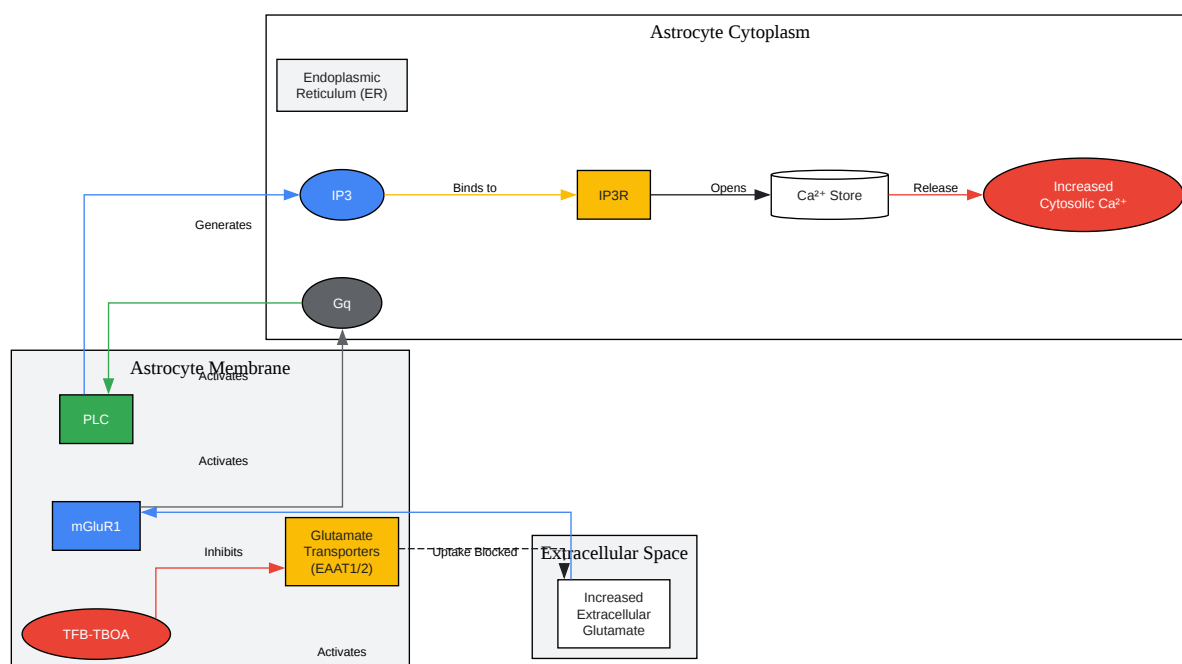 Astrocyte Cytoplasm
Endoplasmic
Reticulum (ER)
IP3
Binds to
IP3R
Opens
Ca²⁺ Store
Release
Increased
Cytosolic Ca²⁺
Generates
Gq
Astrocyte Membrane
Activates
PLC
Activates
mGluR1
Inhibits
Glutamate
Transporters
(EAAT1/2)
Uptake Blocked
Extracellular Space
Increased
Extracellular
Glutamate
TFB-TBOA
Activates